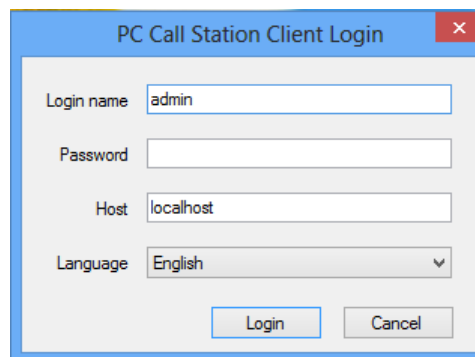 PC Call Station Client Login
Login name admin
Password
Host localhost
Language English
Login Cancel